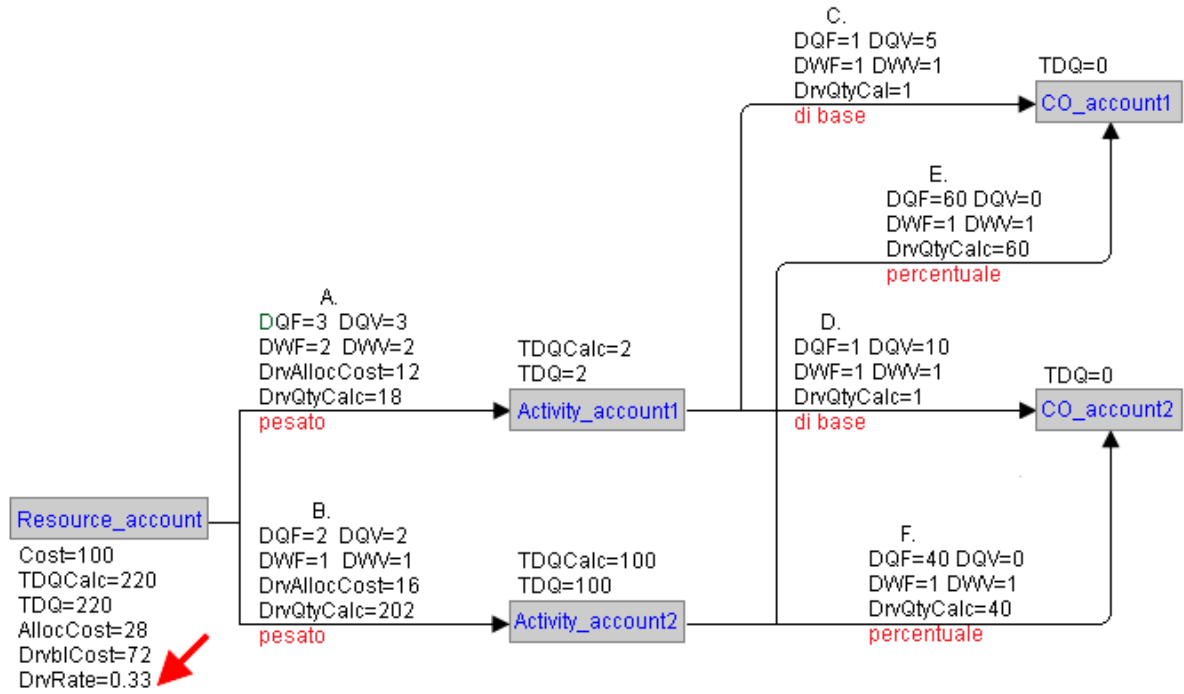 C.
DQF=1 DQV=5
DWF=1 DWV=1
DrvQtyCal=1
di base
TDQ=0
CO_account1
E.
DQF=60 DQV=0
DWF=1 DWV=1
DrvQtyCalc=60
percentuale
A.
DQF=3 DQV=3
DWF=2 DWV=2
DrvAllocCost=12
DrvQtyCalc=18
pesato
TDQCalc=2
TDQ=2
Activity_account1
D.
DQF=1 DQV=10
DWF=1 DWV=1
DrvQtyCalc=1
di base
TDQ=0
CO_account2
Resource_account
Cost=100
TDQCalc=220
TDQ=220
AllocCost=28
DrvblCost=72
DrvRate=0.33
B.
DQF=2 DQV=2
DWF=1 DWV=1
DrvAllocCost=16
DrvQtyCalc=202
pesato
TDQCalc=100
TDQ=100
Activity_account2
F.
DQF=40 DQV=0
DWF=1 DWV=1
DrvQtyCalc=40
percentuale